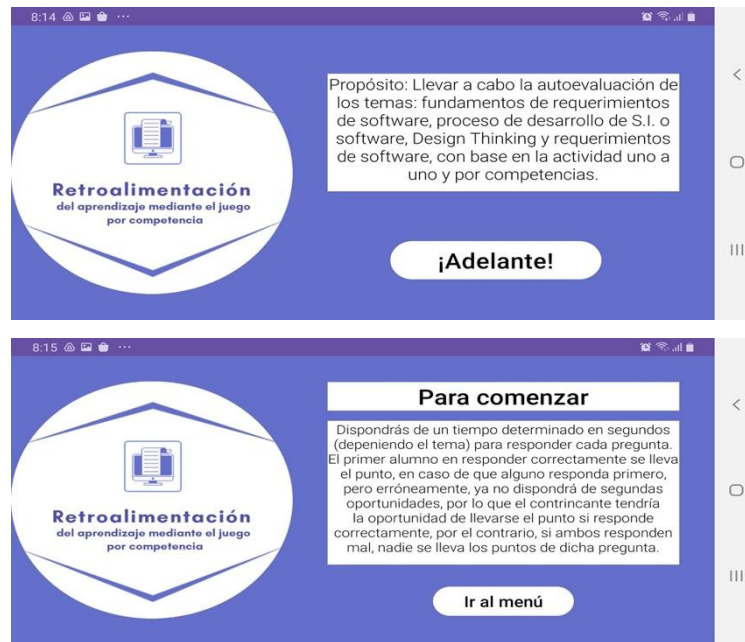 8:14
Retroalimentación
del aprendizaje mediante el juego
por competencia
Propósito: Llevar a cabo la autoevaluación de
los temas: fundamentos de requerimientos
de software, proceso de desarrollo de S.I. o
software, Design Thinking y requerimientos
de software, con base en la actividad uno a
uno y por competencias.
¡Adelante!
8:15
Retroalimentación
del aprendizaje mediante el juego
por competencia
Para comenzar
Dispondrás de un tiempo determinado en segundos
(depeniendo el tema) para responder cada pregunta.
El primer alumno en responder correctamente se lleva
el punto, en caso de que alguno responda primero,
pero erróneamente, ya no dispondrá de segundas
oportunidades, por lo que el contrincante tendría
la oportunidad de llevarse el punto si responde
correctamente, por el contrario, si ambos responden
mal, nadie se lleva los puntos de dicha pregunta.
Ir al menú